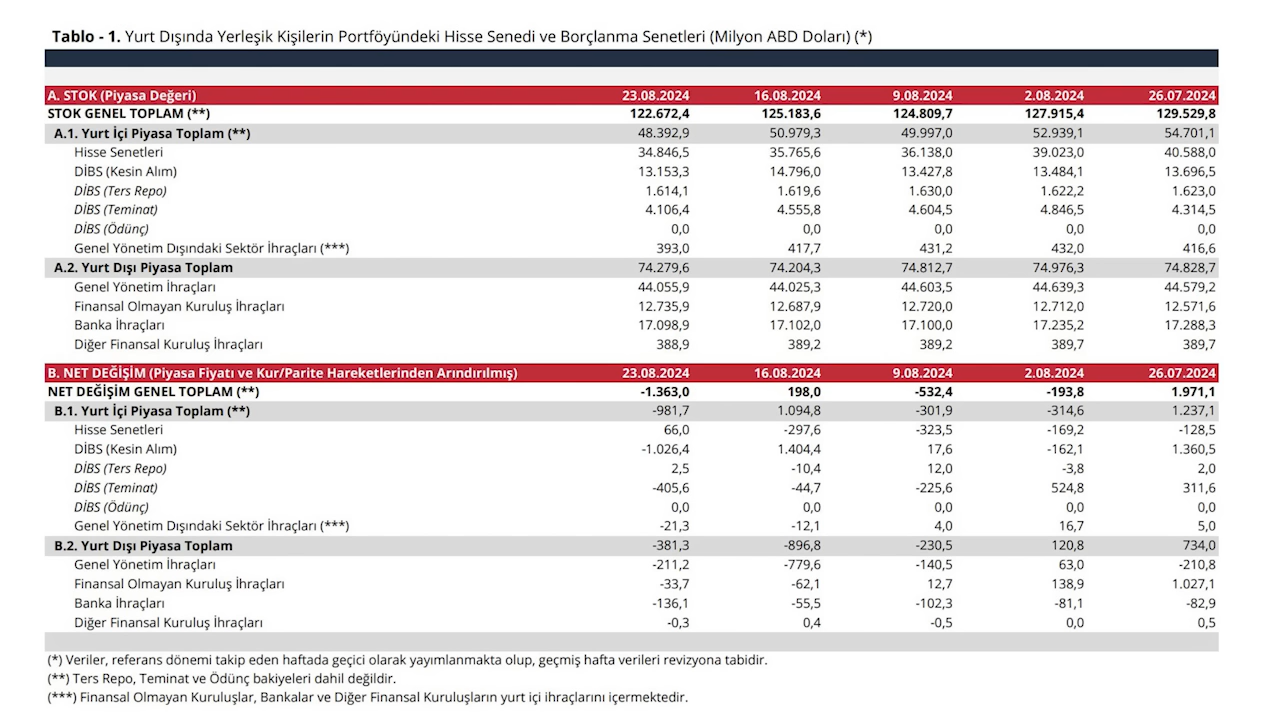 Tablo - 1. Yurt Dışında Yerleşik Kişilerin Portföyündeki Hisse Senedi ve Borçlanma Senetleri (Milyon ABD Doları) (*)
A. STOK (Piyasa Değeri) 23.08.2024 16.08.2024 9.08.2024 2.08.2024 26.07.2024
STOK GENEL TOPLAM (**) 122.672,4 125.183,6 124.809,7 127.915,4 129.529,8
A.1. Yurt İçi Piyasa Toplam (**) 48.392,9 50.979,3 49.997,0 52.939,1 54.701,1
Hisse Senetleri 34.846,5 35.765,6 36.138,0 39.023,0 40.588,0
DİBS (Kesin Alım) 13.153,3 14.796,0 13.427,8 13.484,1 13.696,5
DİBS (Ters Repo) 1.614,1 1.619,6 1.630,0 1.622,2 1.623,0
DİBS (Teminat) 4.106,4 4.555,8 4.604,5 4.846,5 4.314,5
DİBS (Ödünç) 0,0 0,0 0,0 0,0 0,0
Genel Yönetim Dışındaki Sektör İhraçları (***) 393,0 417,7 431,2 432,0 416,6
A.2. Yurt Dışı Piyasa Toplam 74.279,6 74.204,3 74.812,7 74.976,3 74.828,7
Genel Yönetim İhraçları 44.055,9 44.025,3 44.603,5 44.639,3 44.579,2
Finansal Olmayan Kuruluş İhraçları 12.735,9 12.687,9 12.720,0 12.712,0 12.571,6
Banka İhraçları 17.098,9 17.102,0 17.100,0 17.235,2 17.288,3
Diğer Finansal Kuruluş İhraçları 388,9 389,2 389,2 389,7 389,7
B. NET DEĞİŞİM (Piyasa Fiyatı ve Kur/Parite Hareketlerinden Arındırılmış) 23.08.2024 16.08.2024 9.08.2024 2.08.2024 26.07.2024
NET DEĞİŞİM GENEL TOPLAM (**) -1.363,0 198,0 -532,4 -193,8 1.971,1
B.1. Yurt İçi Piyasa Toplam (**) -981,7 1.094,8 -301,9 -314,6 1.237,1
Hisse Senetleri 66,0 -297,6 -323,5 -169,2 -128,5
DİBS (Kesin Alım) -1.026,4 1.404,4 17,6 -162,1 1.360,5
DİBS (Ters Repo) 2,5 -10,4 12,0 -3,8 2,0
DİBS (Teminat) -405,6 -44,7 -225,6 524,8 311,6
DİBS (Ödünç) 0,0 0,0 0,0 0,0 0,0
Genel Yönetim Dışındaki Sektör İhraçları (***) -21,3 -12,1 4,0 16,7 5,0
B.2. Yurt Dışı Piyasa Toplam -381,3 -896,8 -230,5 120,8 734,0
Genel Yönetim İhraçları -211,2 -779,6 -140,5 63,0 -210,8
Finansal Olmayan Kuruluş İhraçları -33,7 -62,1 12,7 138,9 1.027,1
Banka İhraçları -136,1 -55,5 -102,3 -81,1 -82,9
Diğer Finansal Kuruluş İhraçları -0,3 0,4 -0,5 0,0 0,5
(*) Veriler, referans dönemi takip eden haftada geçici olarak yayımlanmakta olup, geçmiş hafta verileri revizyona tabidir.
(**) Ters Repo, Teminat ve Ödünç bakiyeleri dahil değildir.
(***) Finansal Olmayan Kuruluşlar, Bankalar ve Diğer Finansal Kuruluşların yurt içi ihraçlarını içermektedir.